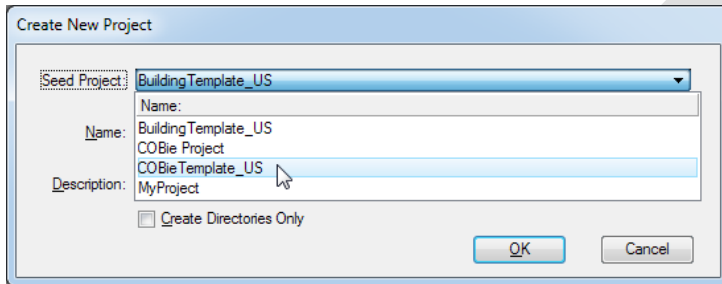 Create New Project
Seed Project: BuildingTemplate_US
Name:
Name: BuildingTemplate_US
COBie Project
COBieTemplate_US
Description: MyProject
Create Directories Only
OK Cancel